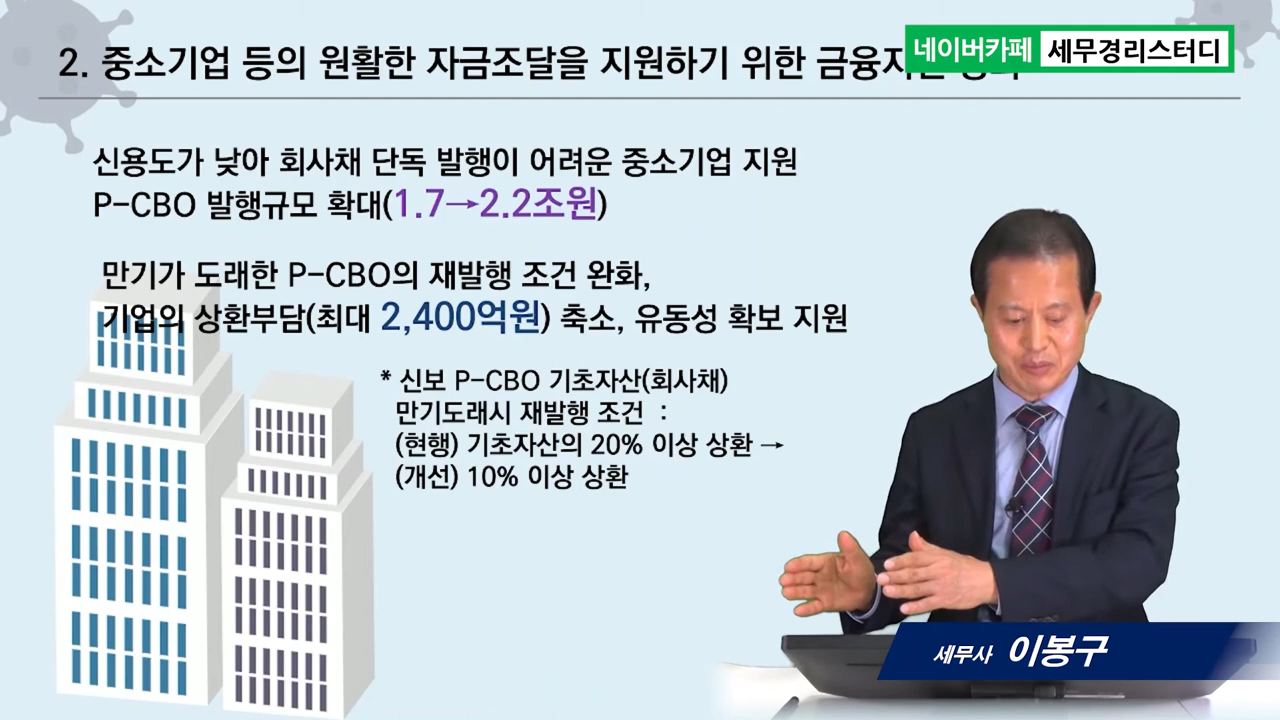 2. 중소기업 등의 원활한 자금조달을 지원하기 위한
네이버카페 세무경리스터디
신용도가 낮아 회사채 단독 발행이 어려운 중소기업 지원
P-CBO 발행규모 확대(1.7→2.2조원)
만기가 도래한 P-CBO의 재발행 조건 완화,
기업의 상환부담(최대 2,400억원) 축소, 유동성 확보 지원
* 신보 P-CBO 기초자산(회사채)
만기도래시 재발행 조건 :
(현행) 기초자산의 20% 이상 상환 →
(개선) 10% 이상 상환
세무사 이봉구